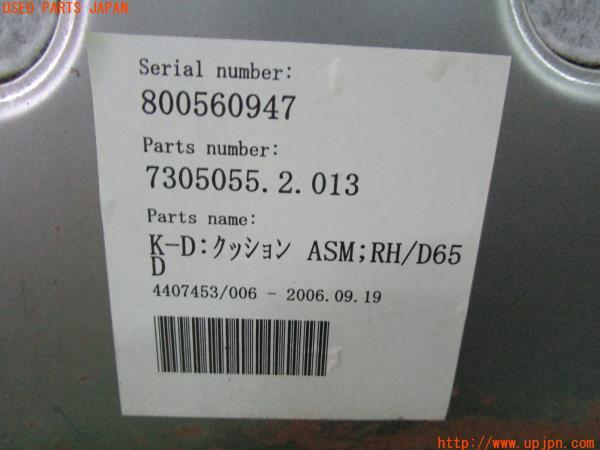 USED PARTS JAPAN
Serial number:
800560947
Parts number:
7305055.2.013
Parts name:
K-D:クッション ASM;RH/D65
D
4407453/006 - 2006.09.19
http://www.upjpn.com/